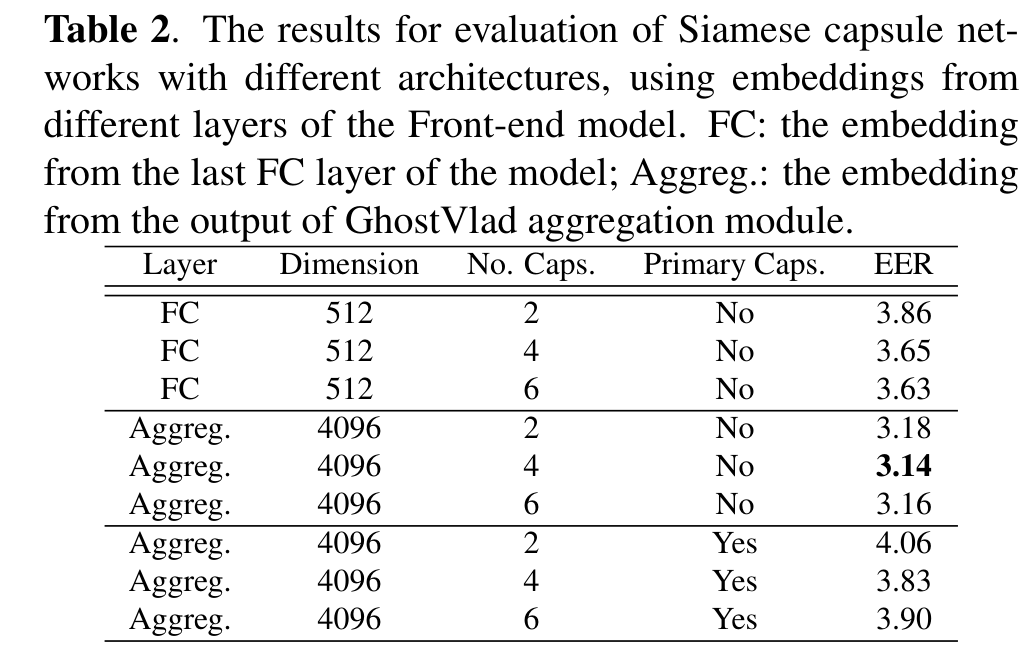 Table 2. The results for evaluation of Siamese capsule net-
works with different architectures, using embeddings from
different layers of the Front-end model. FC: the embedding
from the last FC layer of the model; Aggreg.: the embedding
from the output of GhostVlad aggregation module.
Layer Dimension No. Caps. Primary Caps. EER
FC 512 2 No 3.86
FC 512 4 No 3.65
FC 512 6 No 3.63
Aggreg. 4096 2 No 3.18
Aggreg. 4096 4 No 3.14
Aggreg. 4096 6 No 3.16
Aggreg. 4096 2 Yes 4.06
Aggreg. 4096 4 Yes 3.83
Aggreg. 4096 6 Yes 3.90